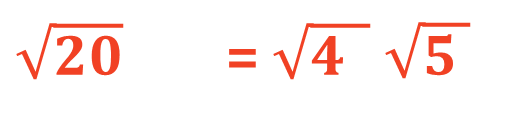 √20 = √4 √5